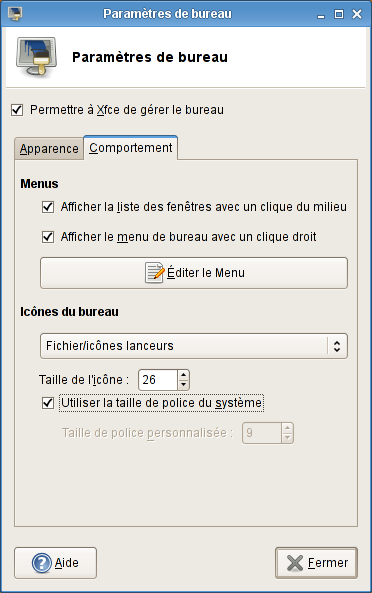 Paramètres de bureau
Paramètres de bureau
Permettre à Xfce de gérer le bureau
Apparence Comportement
Menus
Afficher la liste des fenêtres avec un clique du milieu
Afficher le menu de bureau avec un clique droit
Éditer le Menu
Icônes du bureau
Fichier/icônes lanceurs
Taille de l'icône : 26
Utiliser la taille de police du système
Taille de police personnalisée : 9
Aide Fermer